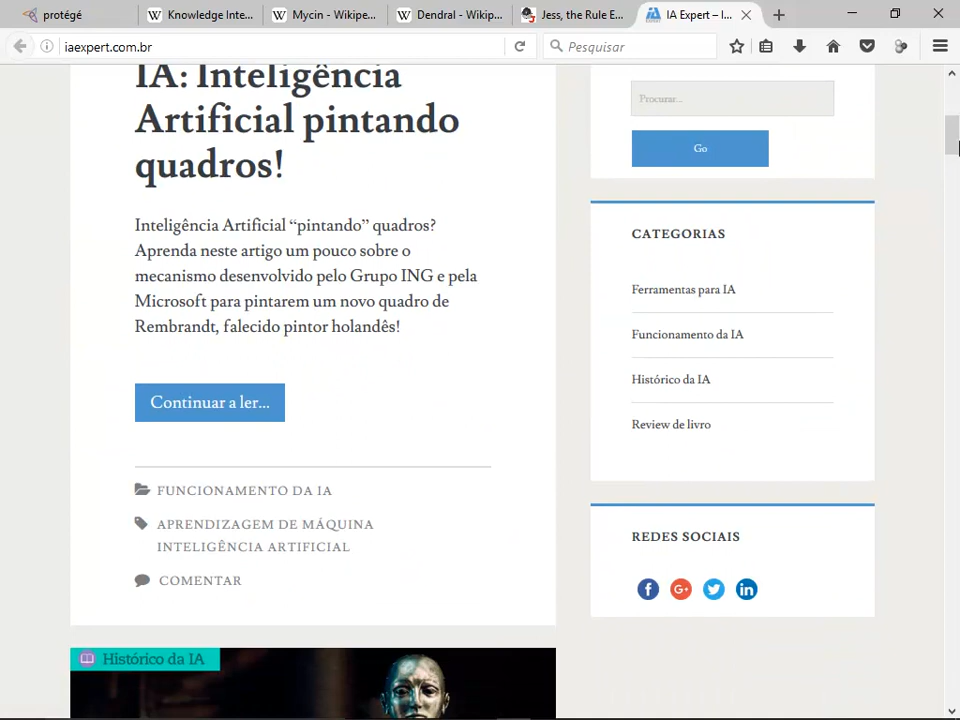 protégé
Knowledge Inte...
Mycin - Wikipe...
Dendral - Wikip...
Jess, the Rule E...
IA Expert – I...
iaexpert.com.br
Pesquisar
IA: Inteligência
Artificial pintando
quadros!
Inteligência Artificial “pintando” quadros?
Aprenda neste artigo um pouco sobre o
mecanismo desenvolvido pelo Grupo ING e pela
Microsoft para pintarem um novo quadro de
Rembrandt, falecido pintor holandês!
Continuar a ler...
FUNCIONAMENTO DA IA
APRENDIZAGEM DE MÁQUINA
INTELIGÊNCIA ARTIFICIAL
COMENTAR
Histórico da IA
Procurar...
Go
CATEGORIAS
Ferramentas para IA
Funcionamento da IA
Histórico da IA
Review de livro
REDES SOCIAIS